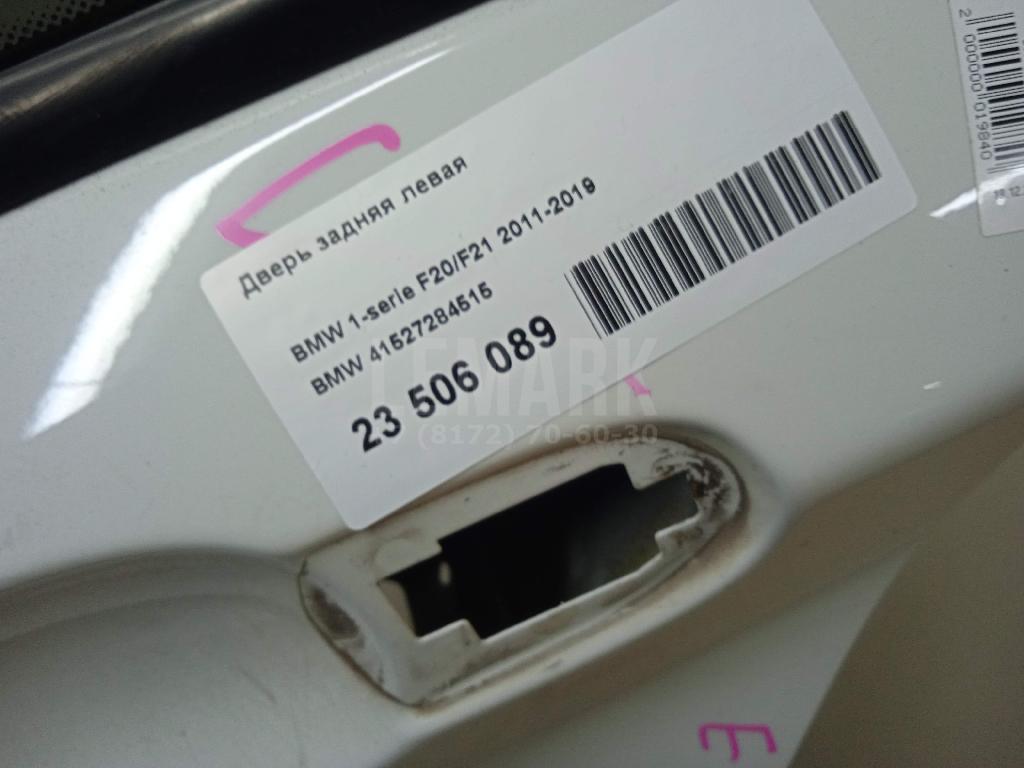 Дверь задняя левая
BMW 1-serie F20/F21 2011-2019
BMW 41527284515
23 506 089
LEMARK
(8172) 70-60-30
2 000000 019840